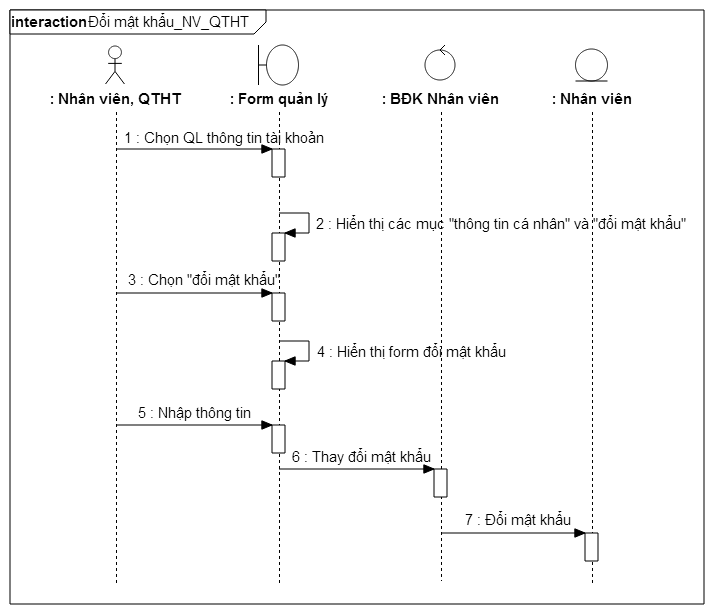 interaction Đổi mật khẩu_NV_QTHT
: Nhân viên, QTHT
: Form quản lý
: BĐK Nhân viên
: Nhân viên
1 : Chọn QL thông tin tài khoản
2 : Hiển thị các mục "thông tin cá nhân" và "đổi mật khẩu"
3 : Chọn "đổi mật khẩu"
4 : Hiển thị form đổi mật khẩu
5 : Nhập thông tin
6 : Thay đổi mật khẩu
7 : Đổi mật khẩu